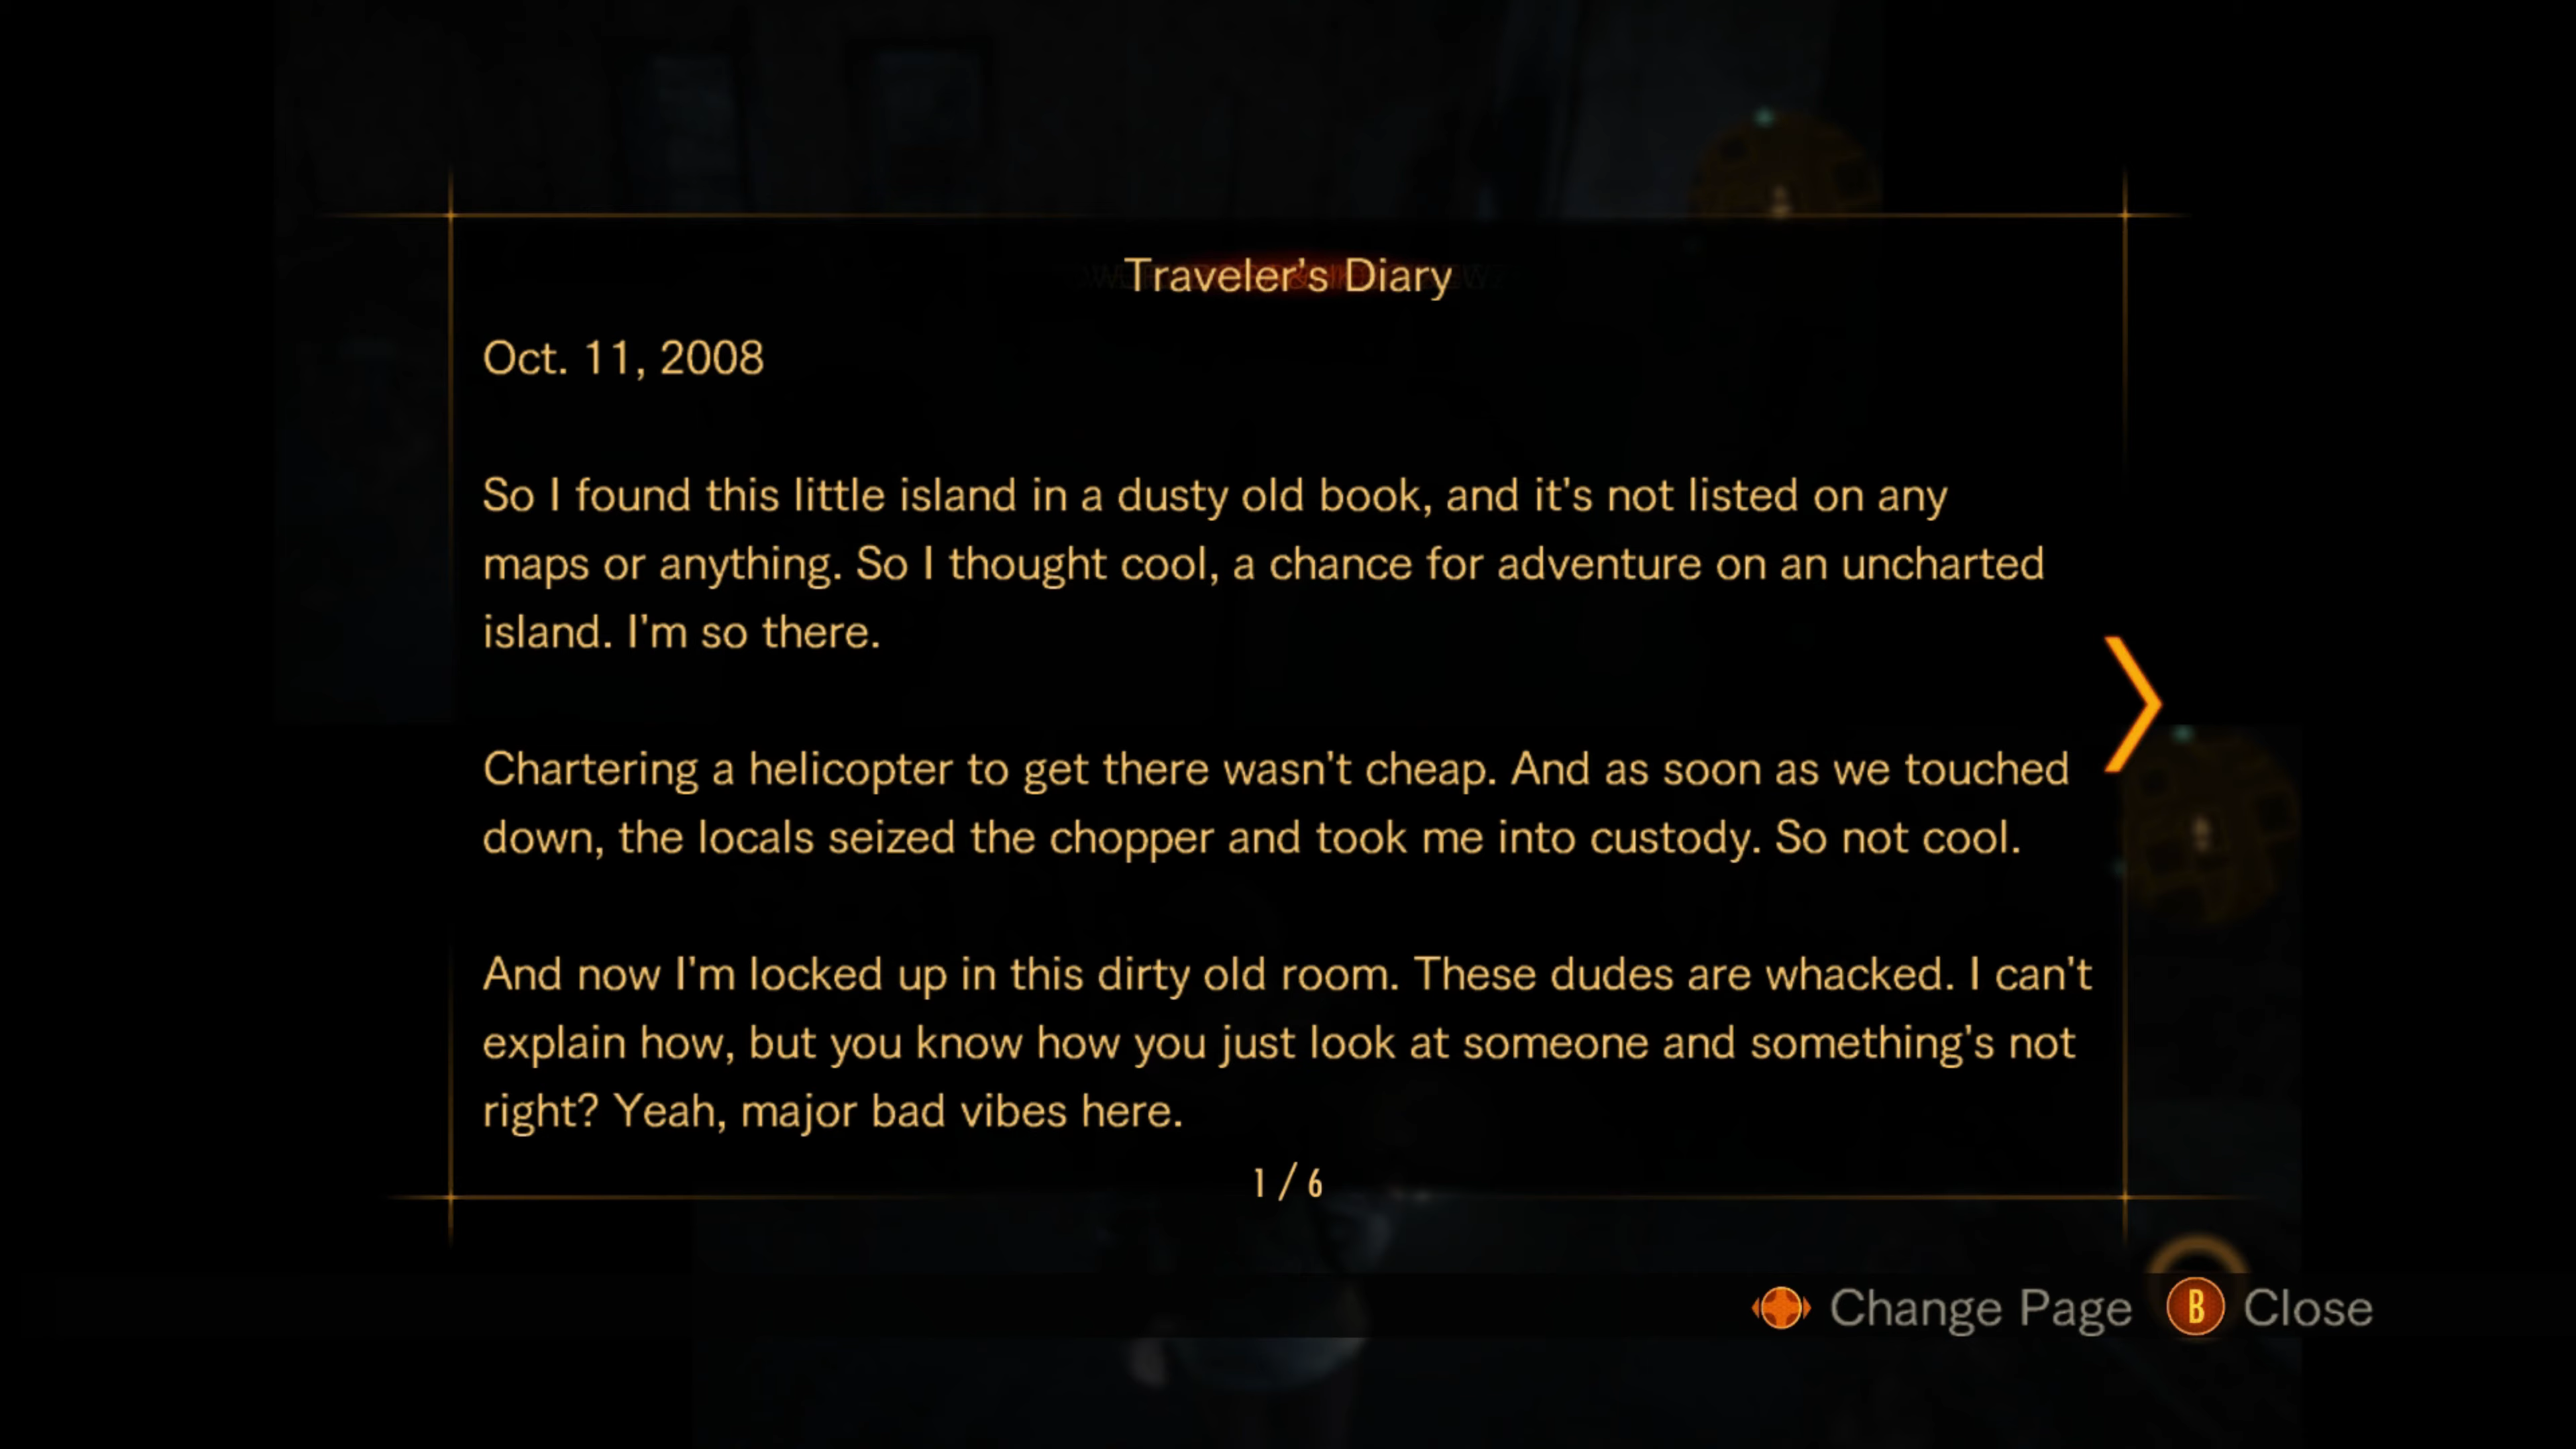 Traveler's Diary
Oct. 11, 2008
So I found this little island in a dusty old book, and it's not listed on any
maps or anything. So I thought cool, a chance for adventure on an uncharted
island. I'm so there.
Chartering a helicopter to get there wasn't cheap. And as soon as we touched
down, the locals seized the chopper and took me into custody. So not cool.
And now I'm locked up in this dirty old room. These dudes are whacked. I can't
explain how, but you know how you just look at someone and something's not
right? Yeah, major bad vibes here.
1 / 6
Change Page B Close